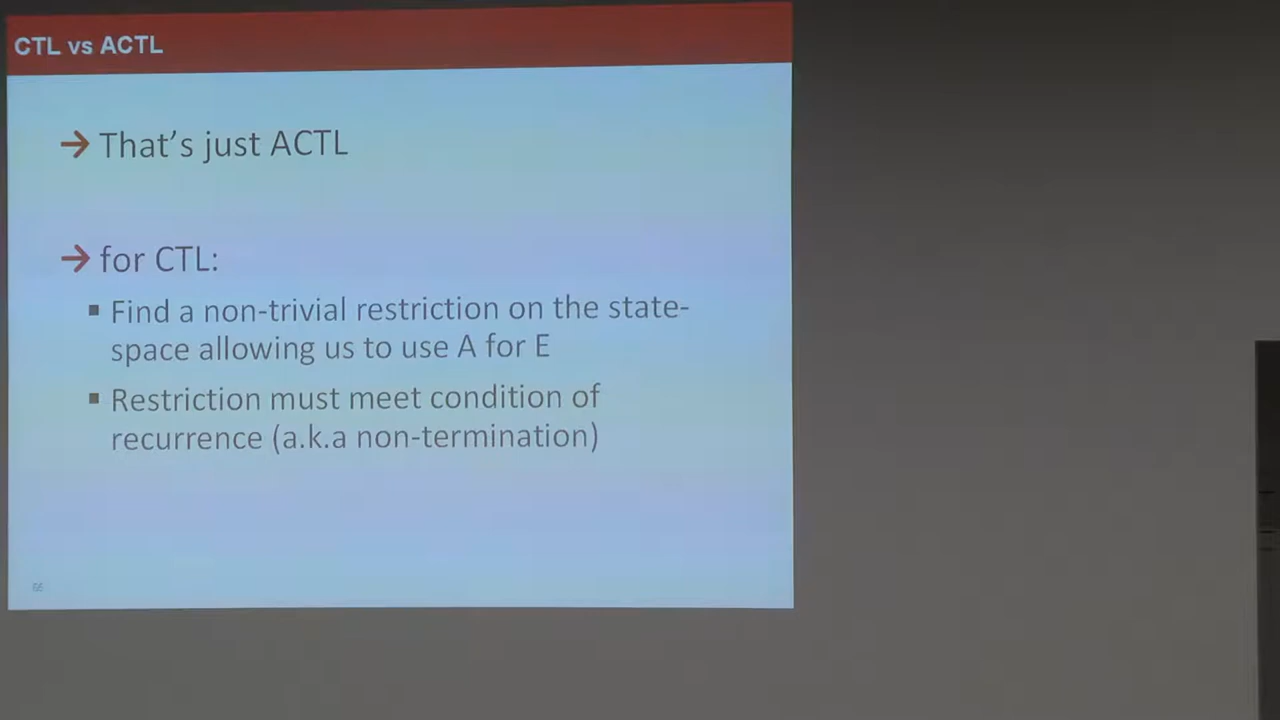 CTL vs ACTL
→ That's just ACTL
→ for CTL:
▪ Find a non-trivial restriction on the state-
space allowing us to use A for E
▪ Restriction must meet condition of
recurrence (a.k.a non-termination)